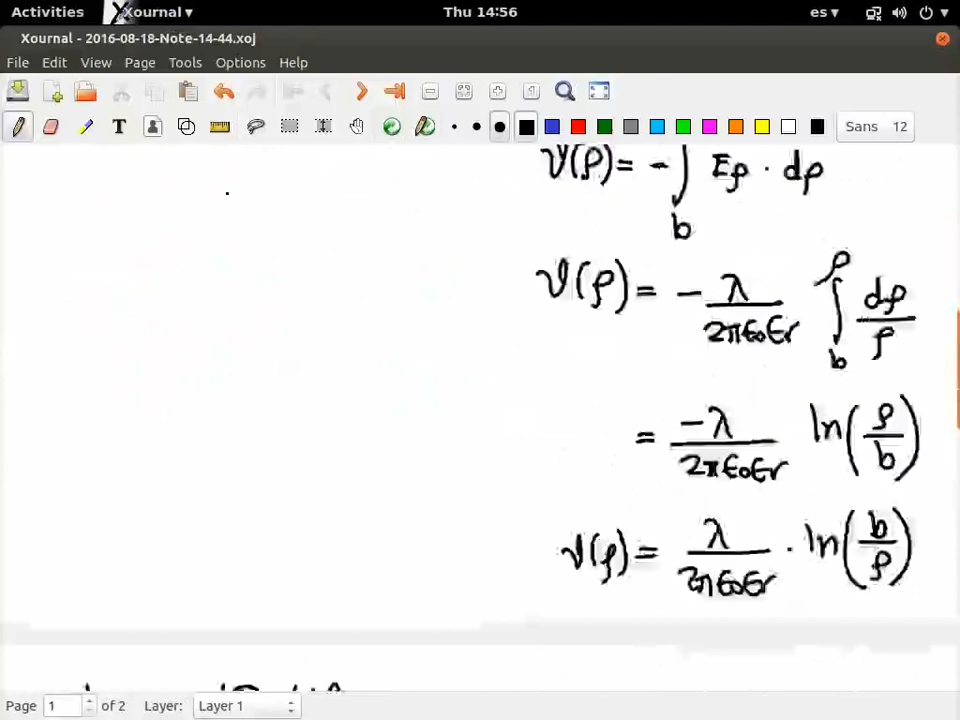 Activities Xournal ▾ Thu 14:56 es ▾
Xournal - 2016-08-18-Note-14-44.xoj
File Edit View Page Tools Options Help
Sans 12
V(ρ) = - ∫_b Eρ · dρ
V(ρ) = - λ/(2πε₀εr) ∫_b^ρ dρ/ρ
= -λ/(2πε₀εr) ln(ρ/b)
V(ρ) = λ/(2πε₀εr) · ln(b/ρ)
Page 1 of 2 Layer: Layer 1